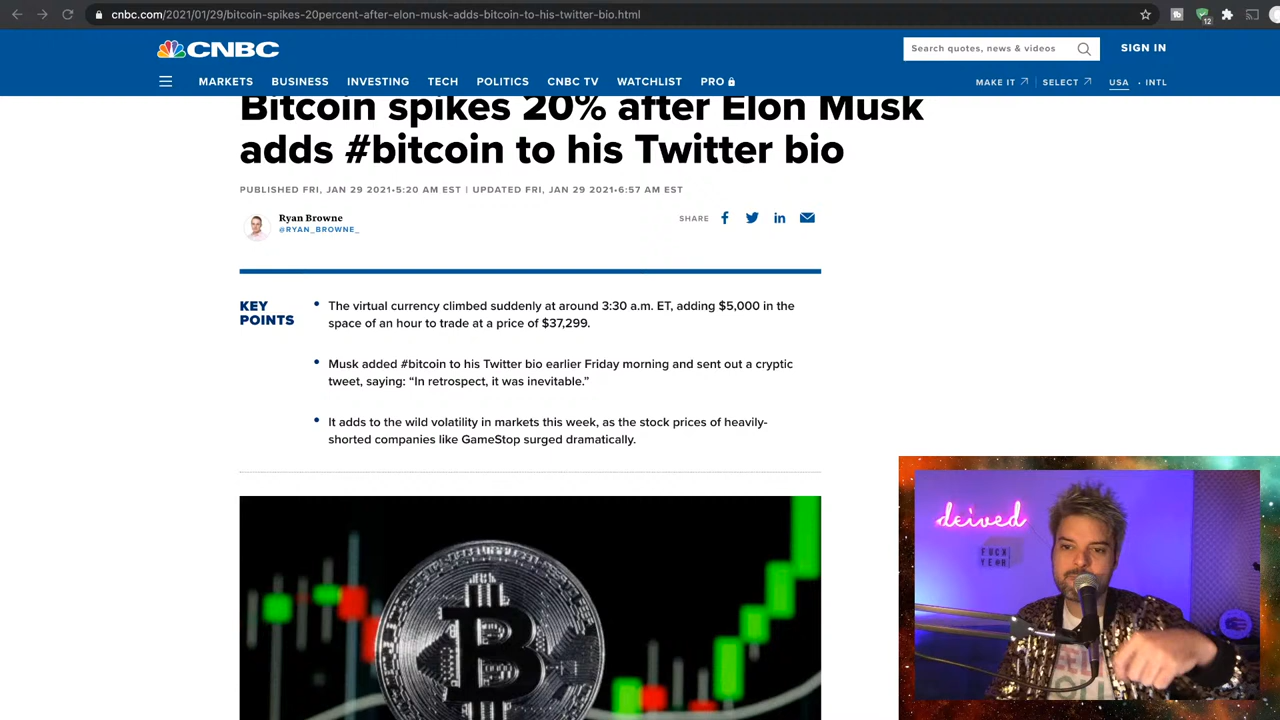 cnbc.com/2021/01/29/bitcoin-spikes-20percent-after-elon-musk-adds-bitcoin-to-his-twitter-bio.html
12
CNBC
Search quotes, news & videos
SIGN IN
MARKETS BUSINESS INVESTING TECH POLITICS CNBC TV WATCHLIST PRO
MAKE IT SELECT USA · INTL
Bitcoin spikes 20% after Elon Musk
adds #bitcoin to his Twitter bio
PUBLISHED FRI, JAN 29 2021•5:20 AM EST | UPDATED FRI, JAN 29 2021•6:57 AM EST
Ryan Browne
@RYAN_BROWNE_
SHARE
KEY
POINTS
• The virtual currency climbed suddenly at around 3:30 a.m. ET, adding $5,000 in the
space of an hour to trade at a price of $37,299.
• Musk added #bitcoin to his Twitter bio earlier Friday morning and sent out a cryptic
tweet, saying: “In retrospect, it was inevitable.”
• It adds to the wild volatility in markets this week, as the stock prices of heavily-
shorted companies like GameStop surged dramatically.
deived
FUCK
YEAR